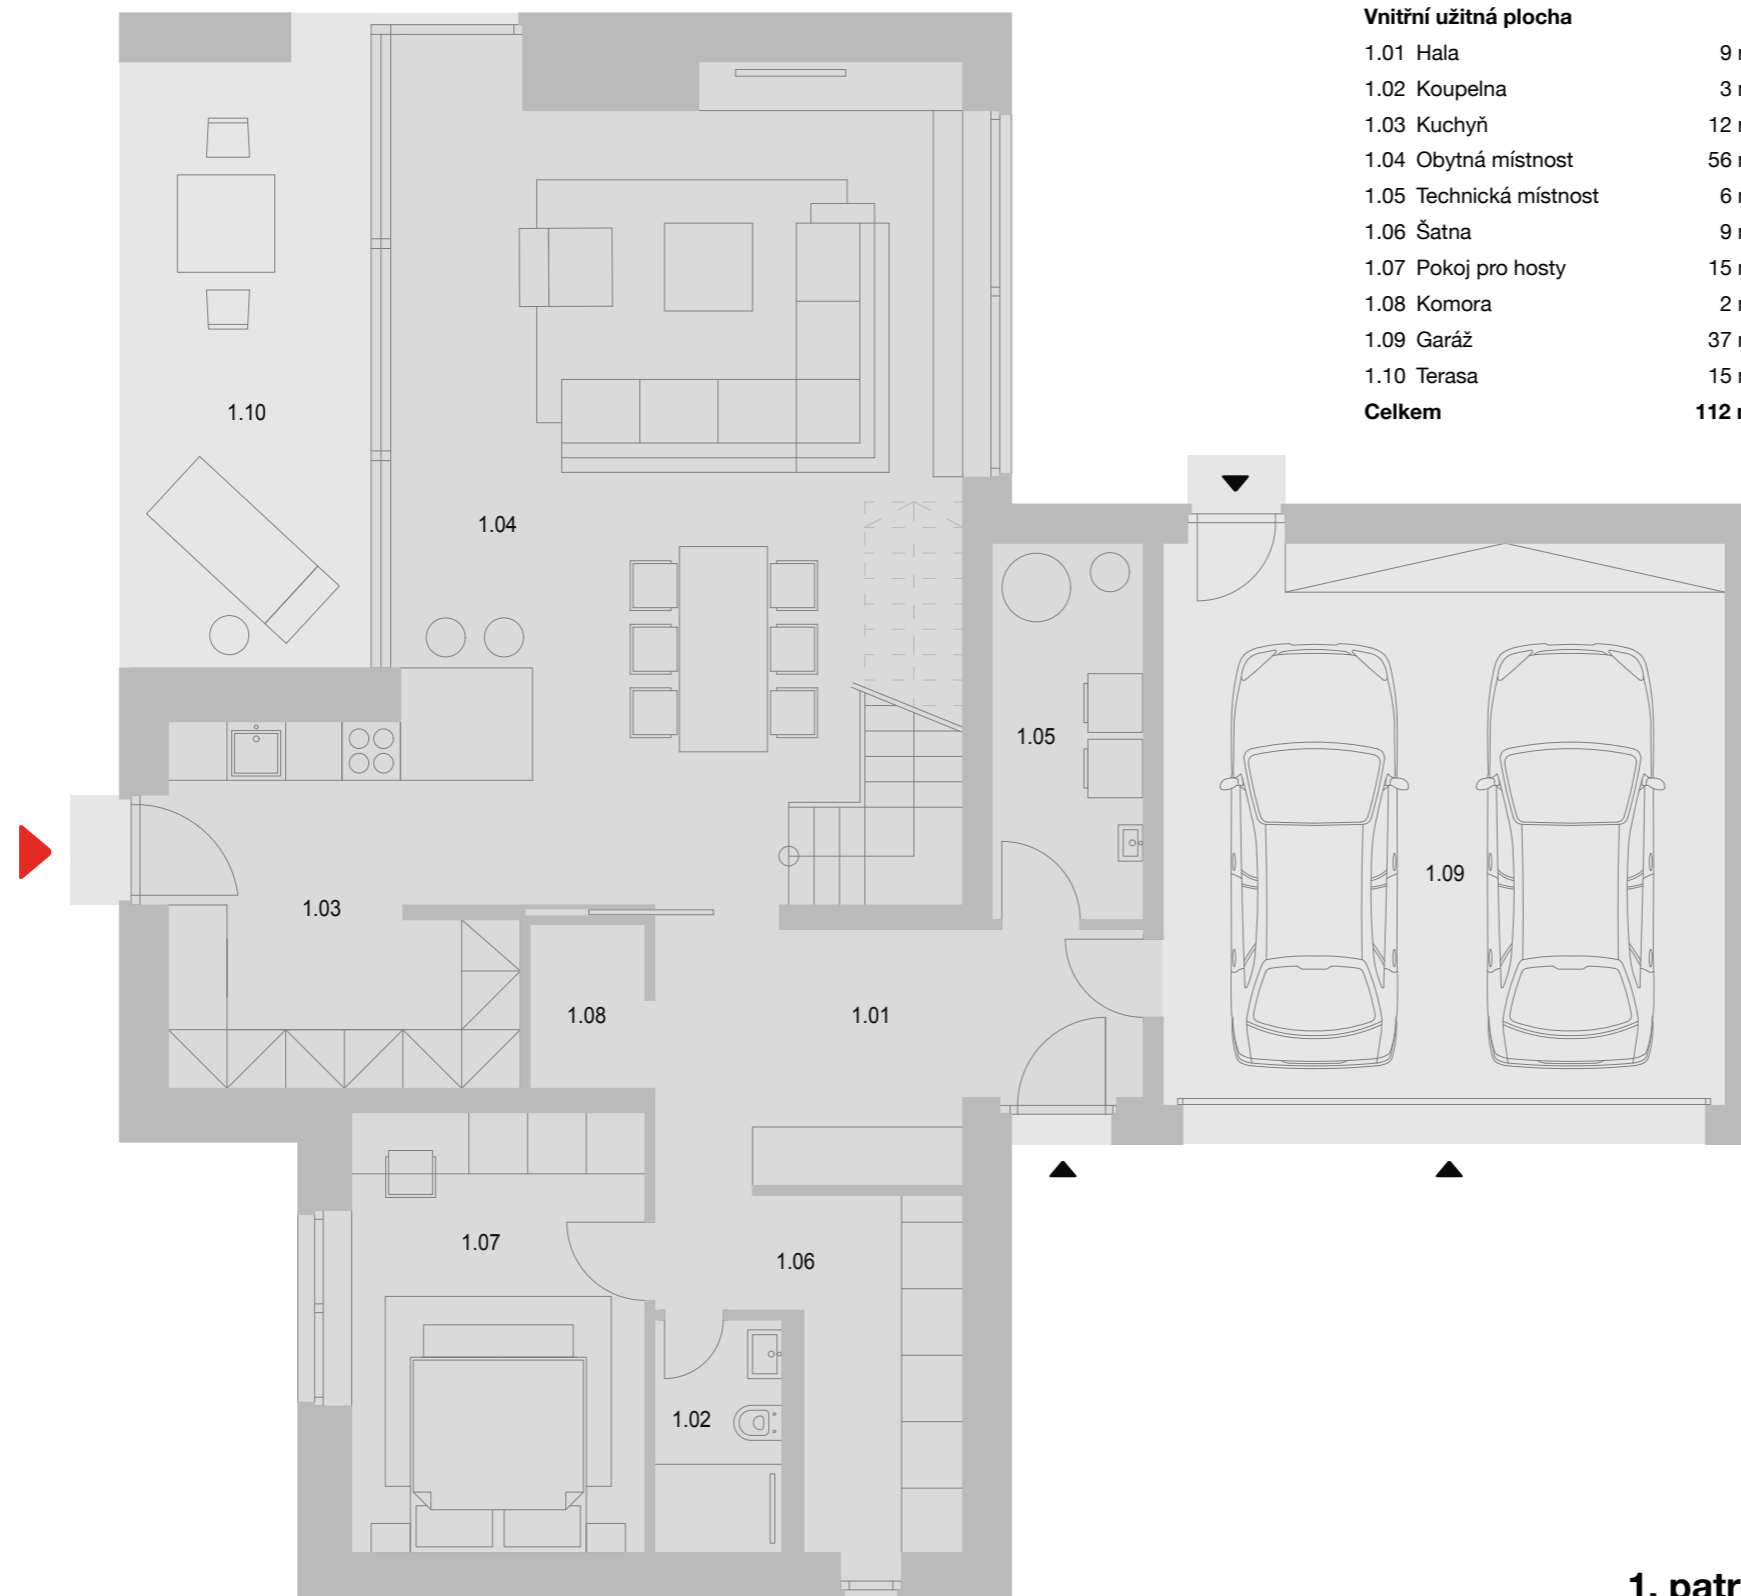 Vnitřní užitná plocha
1.01 Hala 9
1.02 Koupelna 3
1.03 Kuchyň 12
1.04 Obytná místnost 56
1.05 Technická místnost 6
1.06 Šatna 9
1.07 Pokoj pro hosty 15
1.08 Komora 2
1.09 Garáž 37
1.10 Terasa 15
Celkem 112
1.10
1.04
1.05
1.09
1.03
1.08
1.01
1.07
1.06
1.02
1. patr